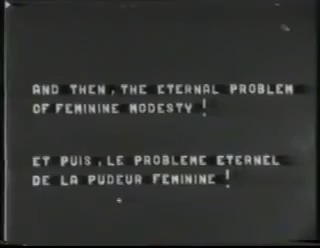 AND THEN, THE ETERNAL PROBLEM
OF FEMININE MODESTY!
ET PUIS, LE PROBLEME ETERNEL
DE LA PUDEUR FEMININE!